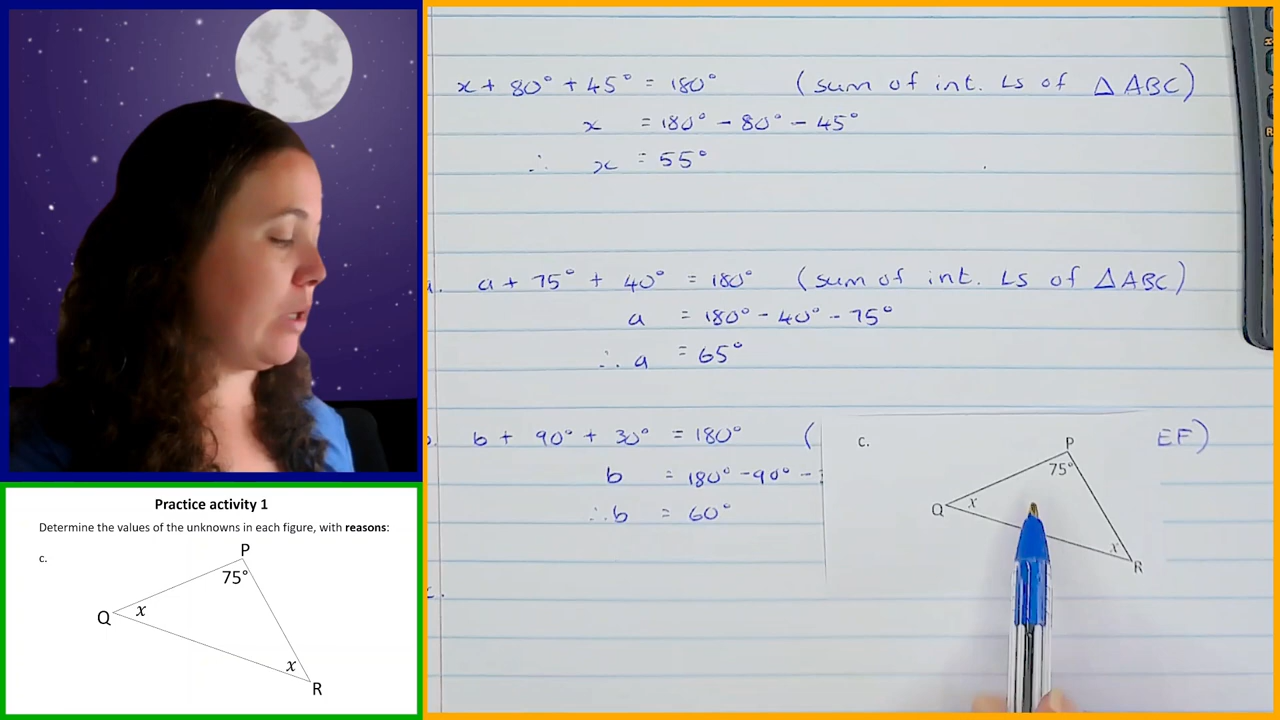 x + 80° + 45° = 180° (sum of int. ∠s of △ABC)
x = 180° - 80° - 45°
∴ x = 55°
a + 75° + 40° = 180° (sum of int. ∠s of △ABC)
a = 180° - 40° - 75°
∴ a = 65°
b + 90° + 30° = 180° ( EF)
b = 180° - 90° -
∴ b = 60°
c.
c.
P
75°
Q x
x
R
Practice activity 1
Determine the values of the unknowns in each figure, with reasons:
c.
P
75°
Q x
x
R